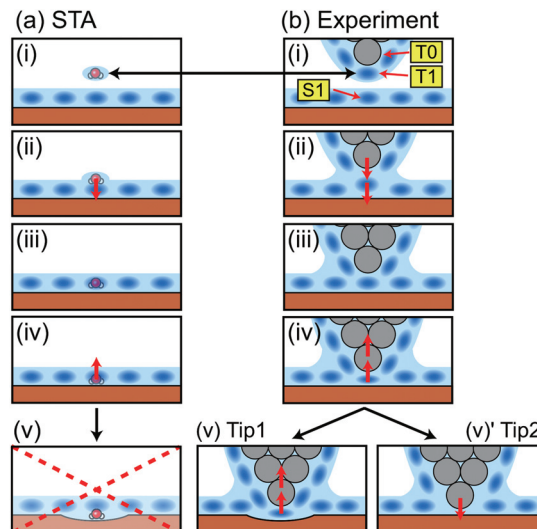 (a) STA
(b) Experiment
(i)
(i)
T0
T1
S1
(ii)
(ii)
(iii)
(iii)
(iv)
(iv)
(v)
(v) Tip1
(v)' Tip2